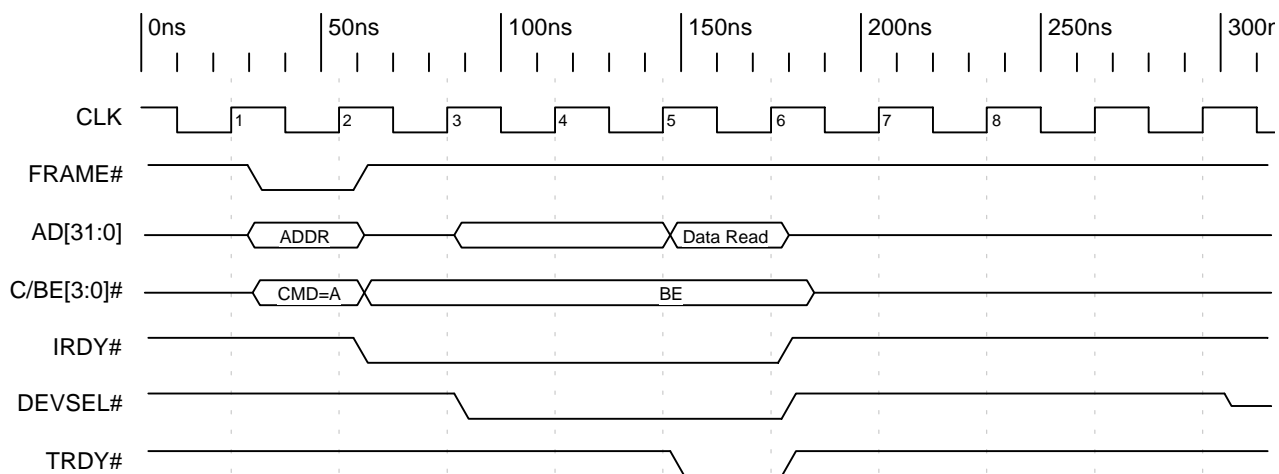 0ns 50ns 100ns 150ns 200ns 250ns 300n
CLK 1 2 3 4 5 6 7 8
FRAME#
AD[31:0] ADDR Data Read
C/BE[3:0]# CMD=A BE
IRDY#
DEVSEL#
TRDY#